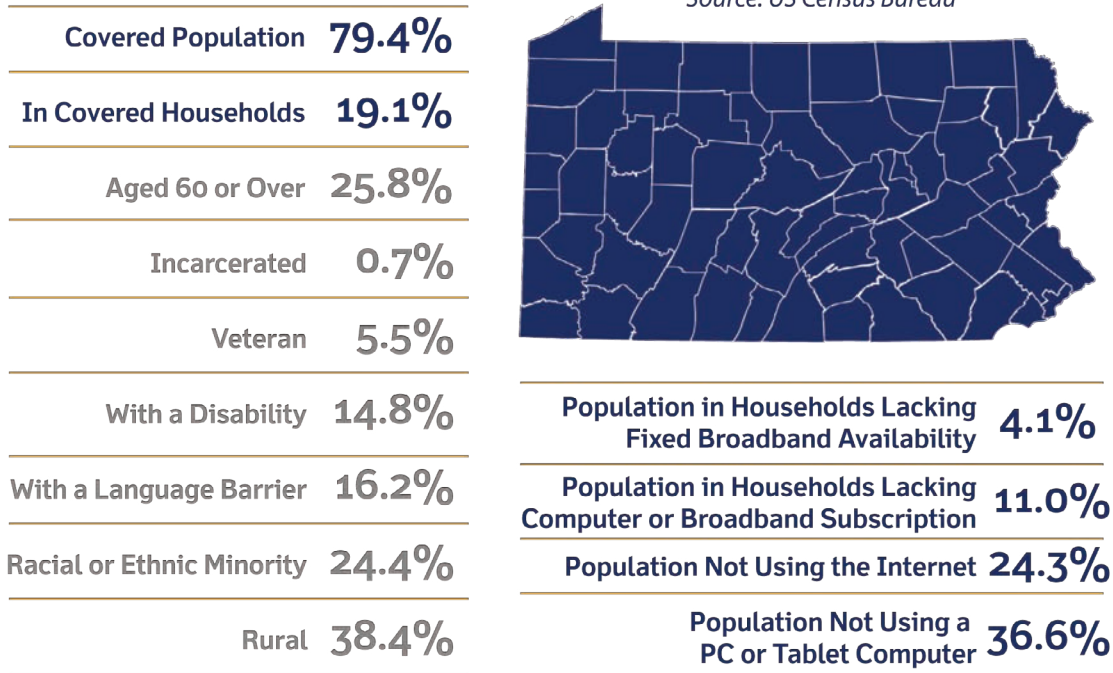 Source: US Census Bureau
Covered Population 79.4%
In Covered Households 19.1%
Aged 60 or Over 25.8%
Incarcerated 0.7%
Veteran 5.5%
With a Disability 14.8%
With a Language Barrier 16.2%
Racial or Ethnic Minority 24.4%
Rural 38.4%
Population in Households Lacking
Fixed Broadband Availability 4.1%
Population in Households Lacking
Computer or Broadband Subscription 11.0%
Population Not Using the Internet 24.3%
Population Not Using a
PC or Tablet Computer 36.6%